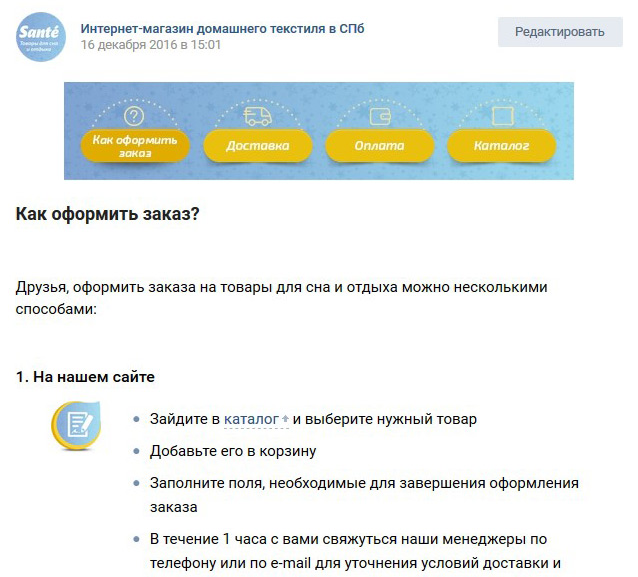 Santé
Товары для сна
и отдыха
Интернет-магазин домашнего текстиля в СПб
16 декабря 2016 в 15:01
Редактировать
Как оформить
заказ
Доставка
Оплата
Каталог
Как оформить заказ?
Друзья, оформить заказа на товары для сна и отдыха можно несколькими
способами:
1. На нашем сайте
Зайдите в каталог и выберите нужный товар
Добавьте его в корзину
Заполните поля, необходимые для завершения оформления
заказа
В течение 1 часа с вами свяжуться наши менеджеры по
телефону или по e-mail для уточнения условий доставки и